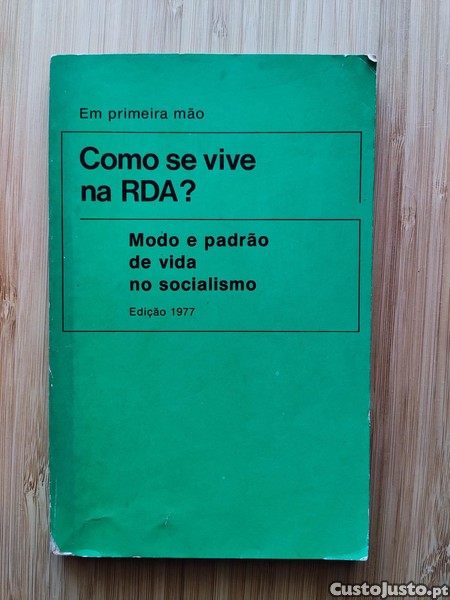 Em primeira mão
Como se vive
na RDA?
Modo e padrão
de vida
no socialismo
Edição 1977
CustoJusto.pt